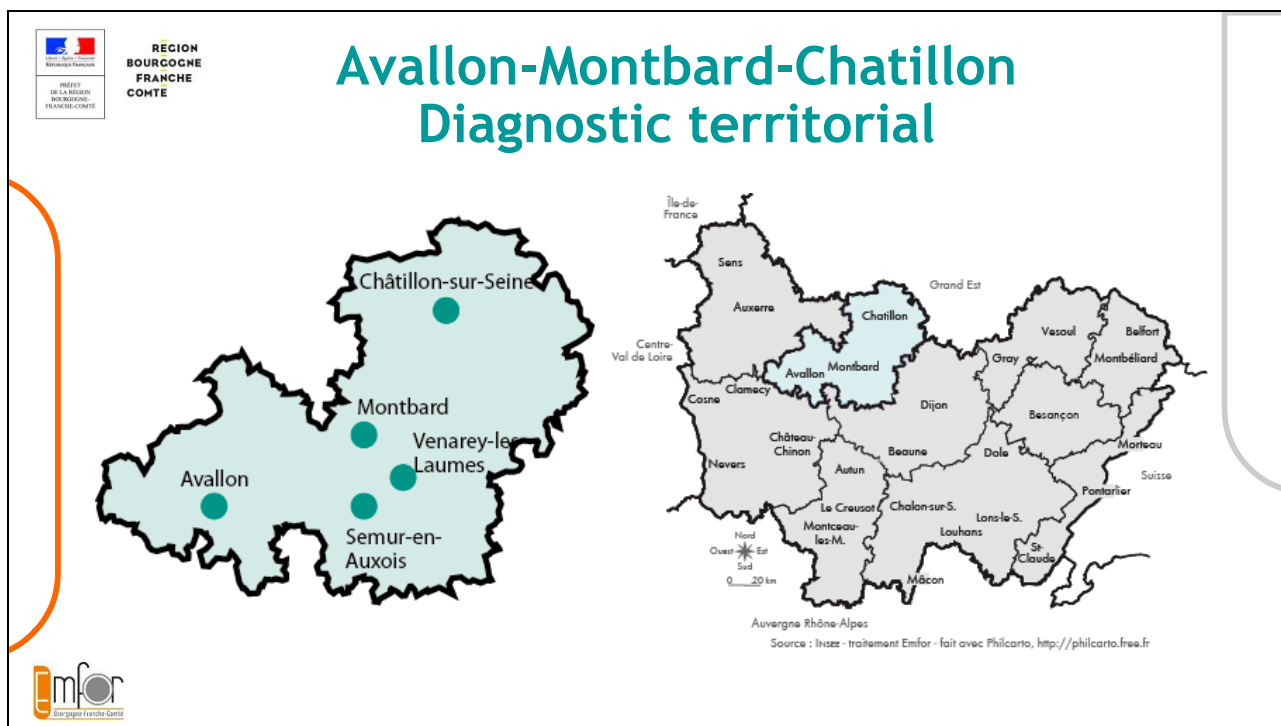 Liberté • Égalité • Fraternité
RÉPUBLIQUE FRANÇAISE
PRÉFET
DE LA RÉGION
BOURGOGNE-
FRANCHE-COMTÉ
RÉGION
BOURGOGNE
FRANCHE
COMTE
Avallon-Montbard-Chatillon
Diagnostic territorial
Châtillon-sur-Seine
Montbard
Venarey-les
Laumes
Avallon
Semur-en-
Auxois
Île-de-
France
Sens
Grand Est
Auxerre
Chatillon
Vesoul
Belfort
Centre-
Val de Loire
Gray
Montbéliard
Avallon
Montbard
Clamecy
Cosne
Dijon
Besançon
Château-
Chinon
Morteau
Nevers
Autun
Beaune
Dole
Suisse
Pontarlier
Le Creusot
Chalon-sur-S.
Lons-le-S.
Montceau-
les-M.
Louhans
St-
Claude
Nord
Ouest
Est
Sud
0
20 km
Mâcon
Auvergne Rhône-Alpes
Source : INSEE - traitement Emfor - fait avec Philcarto, http://philcarto.free.fr
Emfor
Bourgogne-Franche-Comté